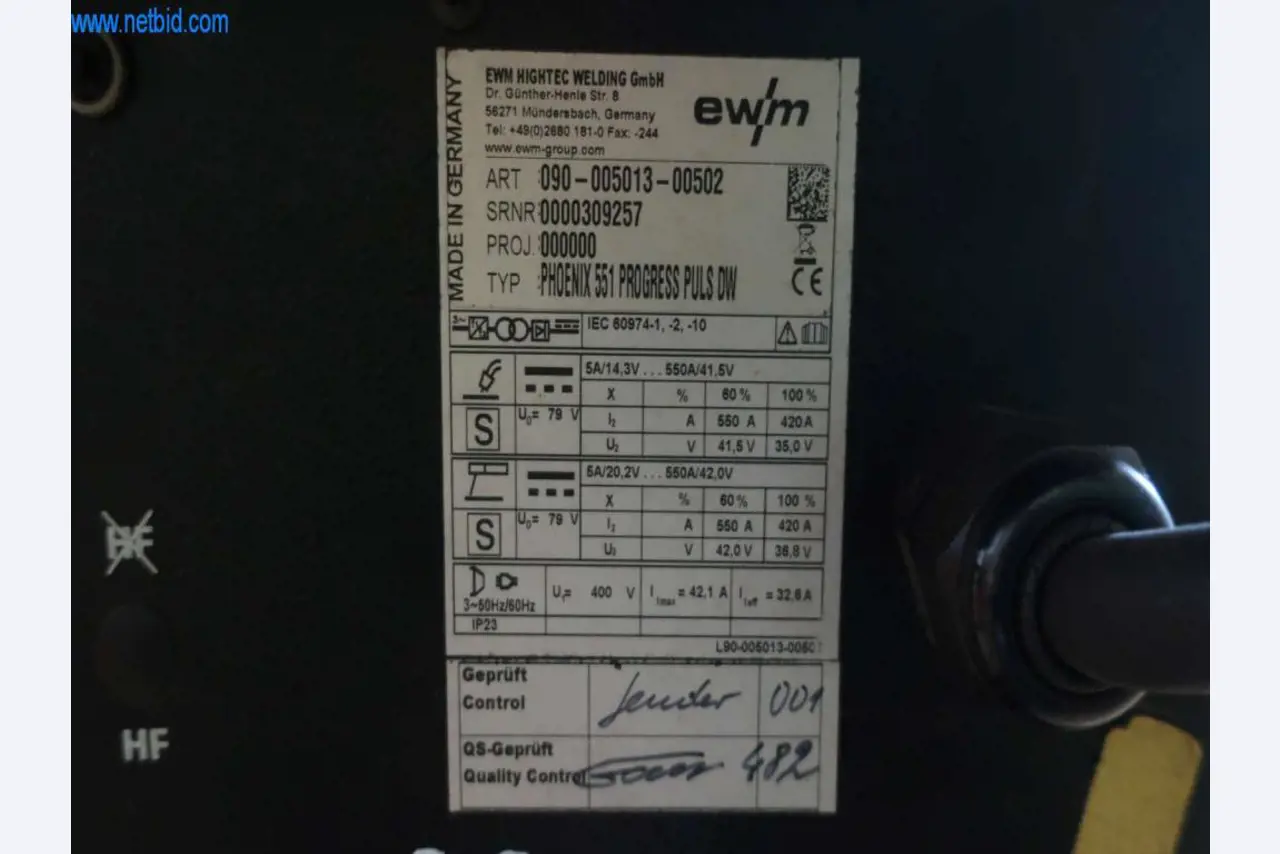 www.netbid.com
MADE IN GERMANY
EWM HIGHTEC WELDING GmbH
Dr. Günther-Henle Str. 8
56271 Mündersbach, Germany
Tel: +49(0)2680 181-0 Fax: -244
www.ewm-group.com
ewm
ART :090-005013-00502
SRNR:0000309257
PROJ.:000000
TYP :PHOENIX 551 PROGRESS PULS DW
CE
3~
IEC 60974-1, -2, -10
5A/14,3V...550A/41,5V
X % 60% 100%
S U₀= 79 V
I₂ A 550 A 420A
U₂ V 41,5 V 35,0 V
5A/20,2V...550A/42,0V
X % 60% 100%
S U₀= 79 V
I₂ A 550 A 420 A
U₂ V 42,0 V 36,8 V
3~50Hz/60Hz
U₁= 400 V I1max = 42,1 A I1eff = 32,6A
IP23
Geprüft
Control
001
QS-Geprüft
Quality Control
482
HF
HF